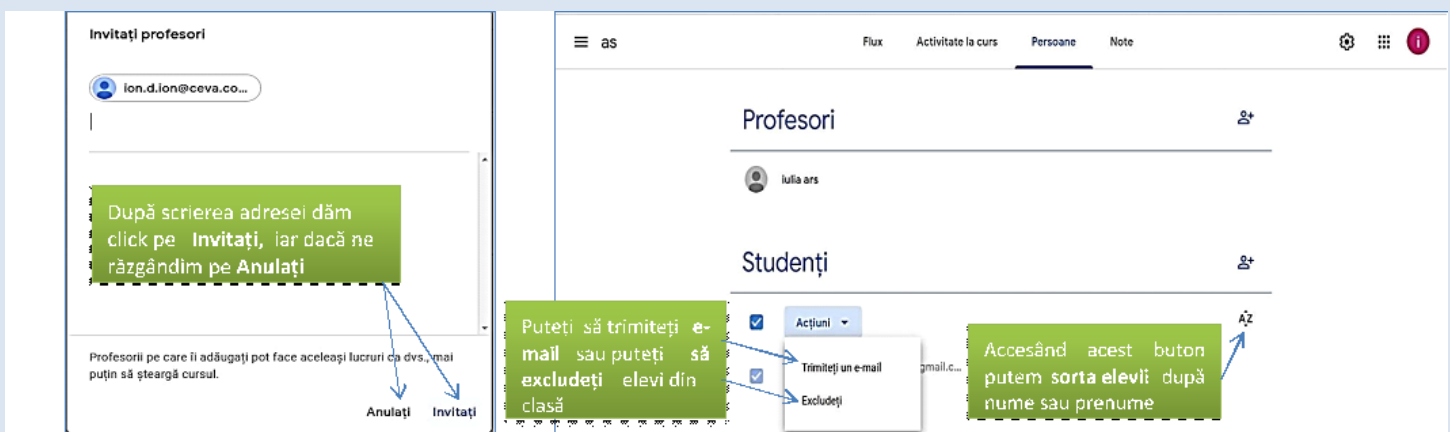 Invitați profesori
ion.d.ion@ceva.co...
După scrierea adresei dăm
click pe Invitați, iar dacă ne
răzgândim pe Anulați
Profesorii pe care îi adăugați pot face aceleași lucruri ca dvs., mai
puțin să șteargă cursul.
Anulați Invitați
as
Flux Activitate la curs Persoane Note
i
Profesori
iulia ars
Studenți
Acțiuni
AZ
Trimiteți un e-mail
gmail.c...
Excludeți
Puteți să trimiteți e-
mail sau puteți să
excludeți elevi din
clasă
Accesând acest buton
putem sorta elevii după
nume sau prenume